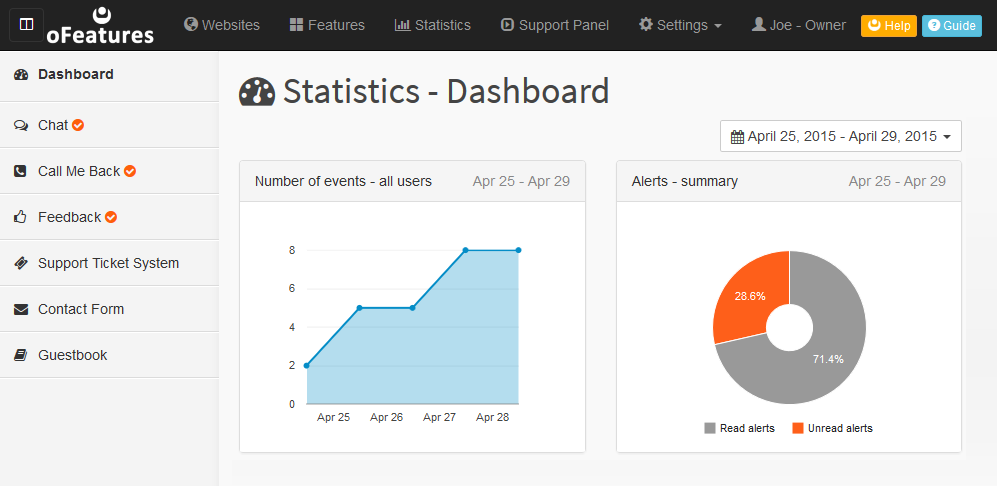 oFeatures
Websites
Features
Statistics
Support Panel
Settings
Joe - Owner
Help
Guide
Dashboard
Chat
Call Me Back
Feedback
Support Ticket System
Contact Form
Guestbook
Statistics - Dashboard
April 25, 2015 - April 29, 2015
Number of events - all users
Apr 25 - Apr 29
8
6
4
2
0
Apr 25
Apr 26
Apr 27
Apr 28
Alerts - summary
Apr 25 - Apr 29
28.6%
71.4%
Read alerts
Unread alerts